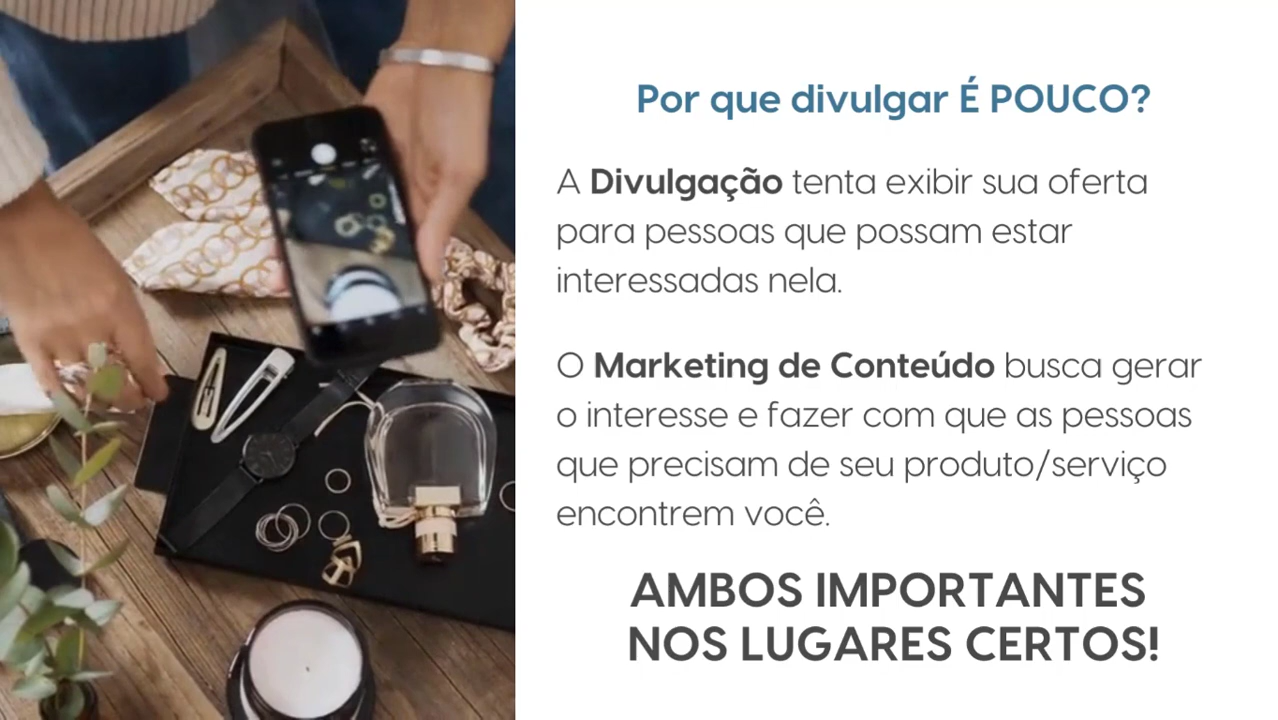 Por que divulgar É POUCO?
A Divulgação tenta exibir sua oferta
para pessoas que possam estar
interessadas nela.
O Marketing de Conteúdo busca gerar
o interesse e fazer com que as pessoas
que precisam de seu produto/serviço
encontrem você.
AMBOS IMPORTANTES
NOS LUGARES CERTOS!